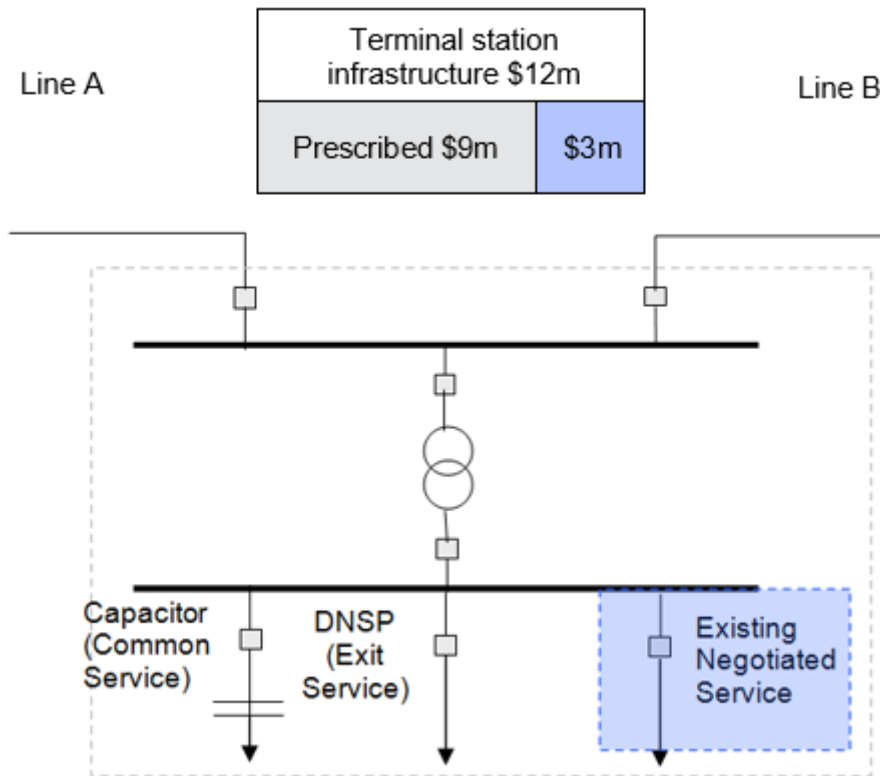 Terminal station
infrastructure $12m
Line A
Line B
Prescribed $9m
$3m
Capacitor
(Common
Service)
DNSP
(Exit
Service)
Existing
Negotiated
Service